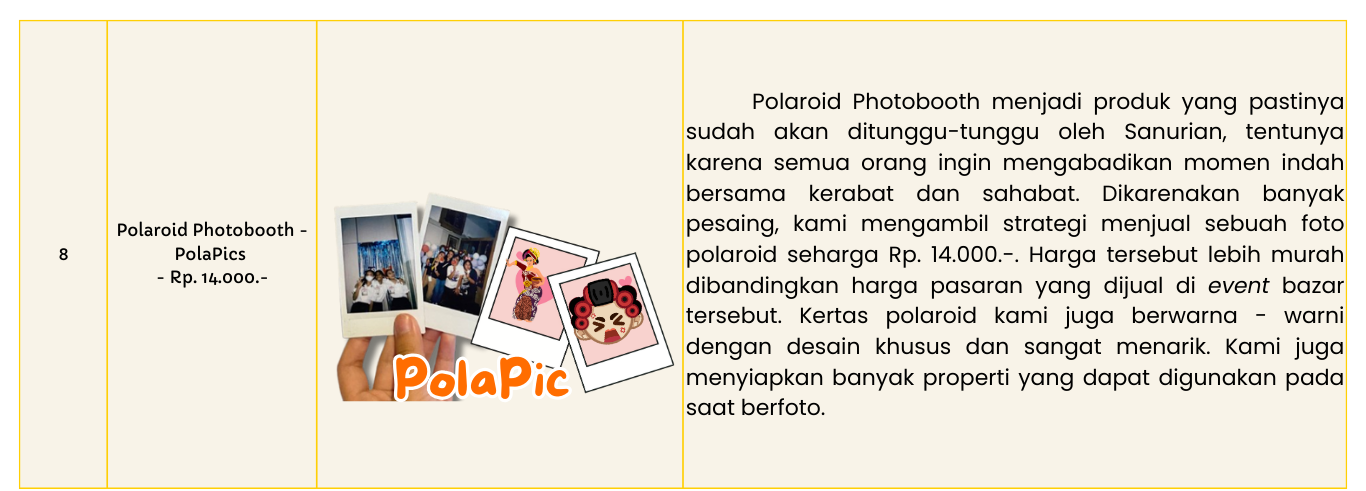 8
Polaroid Photobooth -
PolaPics
- Rp. 14.000.-
PolaPic
Polaroid Photobooth menjadi produk yang pastinya
sudah akan ditunggu-tunggu oleh Sanurian, tentunya
karena semua orang ingin mengabadikan momen indah
bersama kerabat dan sahabat. Dikarenakan banyak
pesaing, kami mengambil strategi menjual sebuah foto
polaroid seharga Rp. 14.000.-. Harga tersebut lebih murah
dibandingkan harga pasaran yang dijual di event bazar
tersebut. Kertas polaroid kami juga berwarna - warni
dengan desain khusus dan sangat menarik. Kami juga
menyiapkan banyak properti yang dapat digunakan pada
saat berfoto.